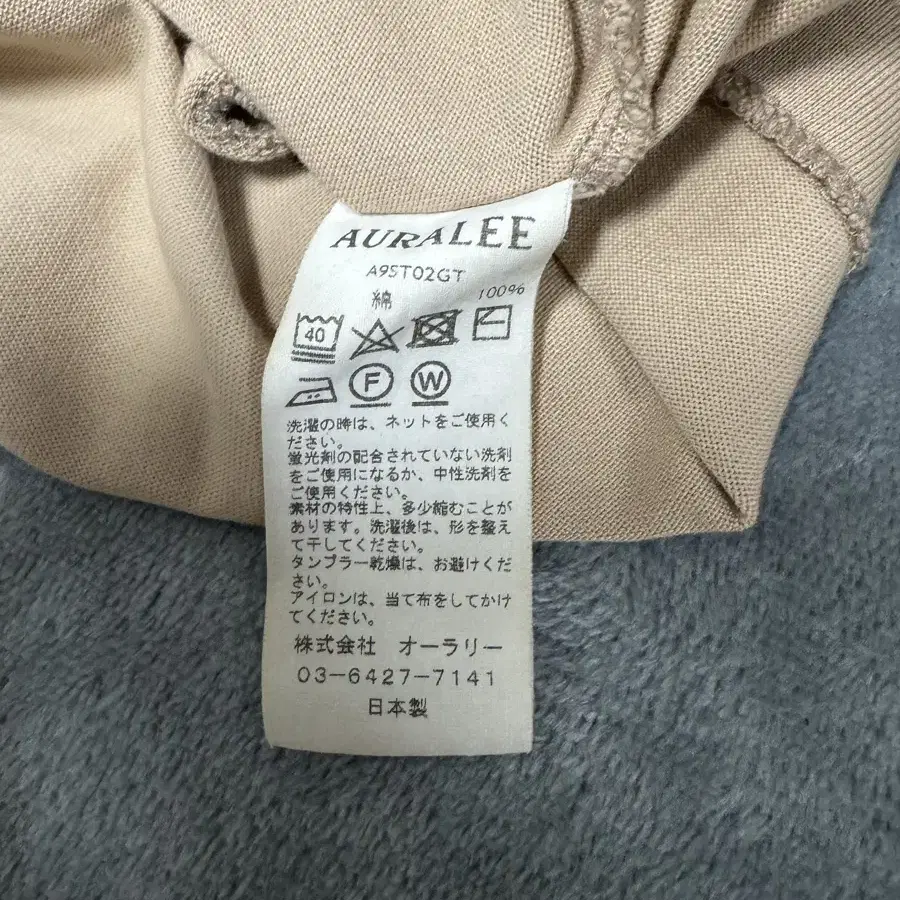 AURALEE
A9ST02GT
綿 100%
40
F W
洗濯の時は、ネットをご使用く
ださい。
蛍光剤の配合されていない洗剤
をご使用になるか、中性洗剤を
ご使用ください。
素材の特性上、多少縮むことが
あります。洗濯後は、形を整え
て干してください。
タンブラー乾燥は、お避けくだ
さい。
アイロンは、当て布をしてかけ
てください。
株式会社 オーラリー
03-6427-7141
日本製